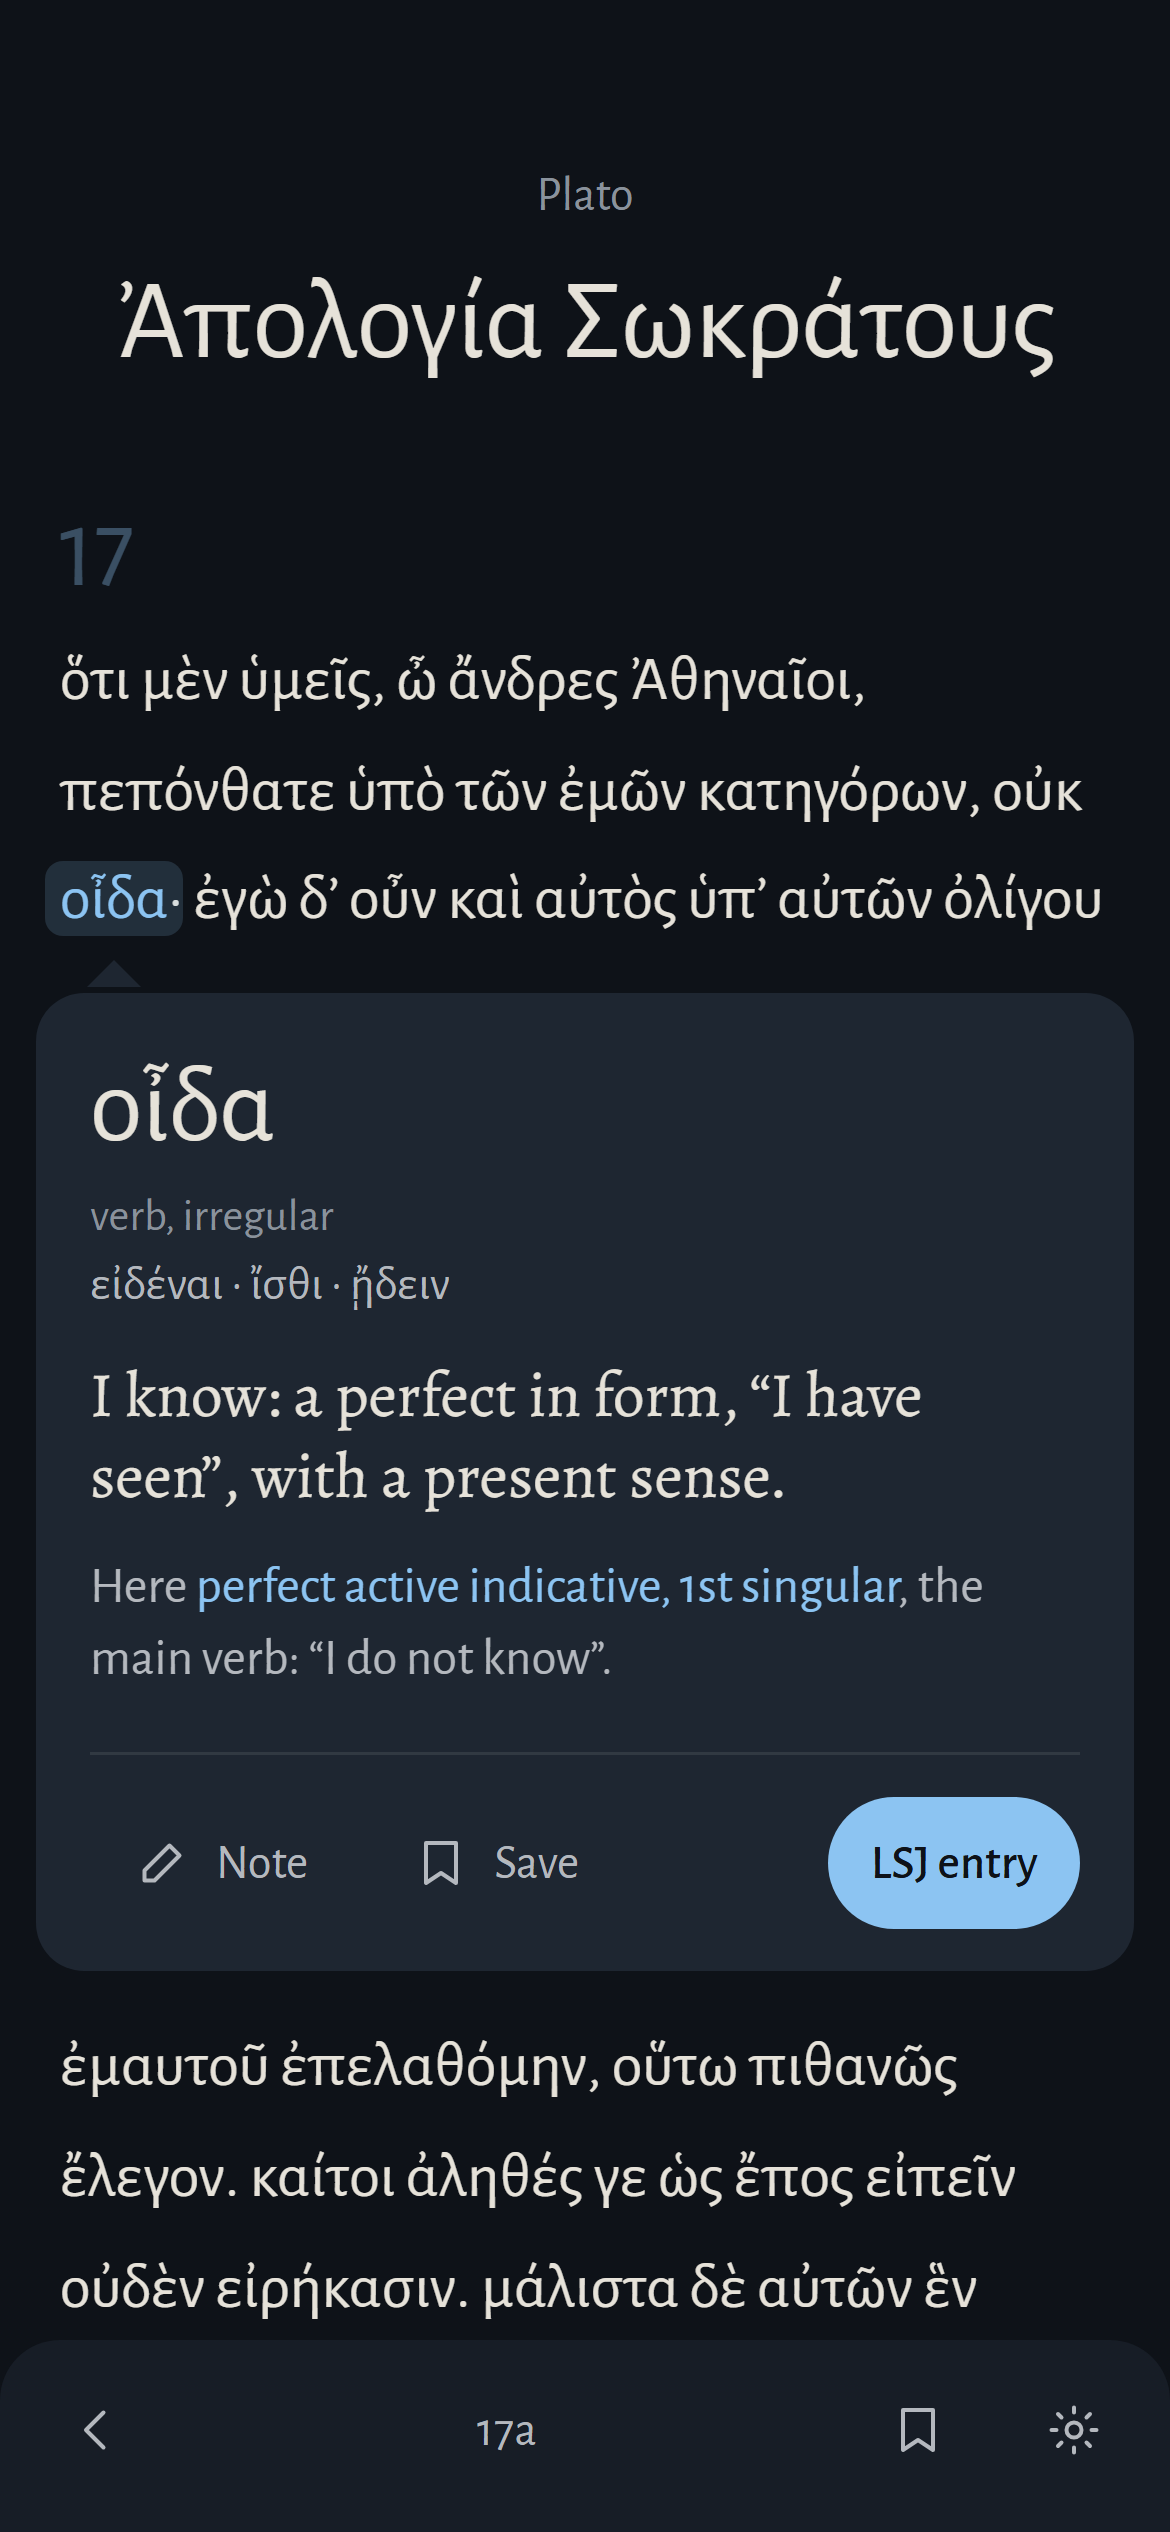 Plato
Ἀπολογία Σωκράτους
17
ὅτι μὲν ὑμεῖς, ὦ ἄνδρες Ἀθηναῖοι,
πεπόνθατε ὑπὸ τῶν ἐμῶν κατηγόρων, οὐκ
οἶδα· ἐγὼ δ’ οὖν καὶ αὐτὸς ὑπ’ αὐτῶν ὀλίγου
οἶδα
verb, irregular
εἰδέναι · ἴσθι · ᾔδειν
I know: a perfect in form, “I have
seen”, with a present sense.
Here perfect active indicative, 1st singular, the
main verb: “I do not know”.
Note Save LSJ entry
ἐμαυτοῦ ἐπελαθόμην, οὕτω πιθανῶς
ἔλεγον. καίτοι ἀληθές γε ὡς ἔπος εἰπεῖν
οὐδὲν εἰρήκασιν. μάλιστα δὲ αὐτῶν ἓν
17a